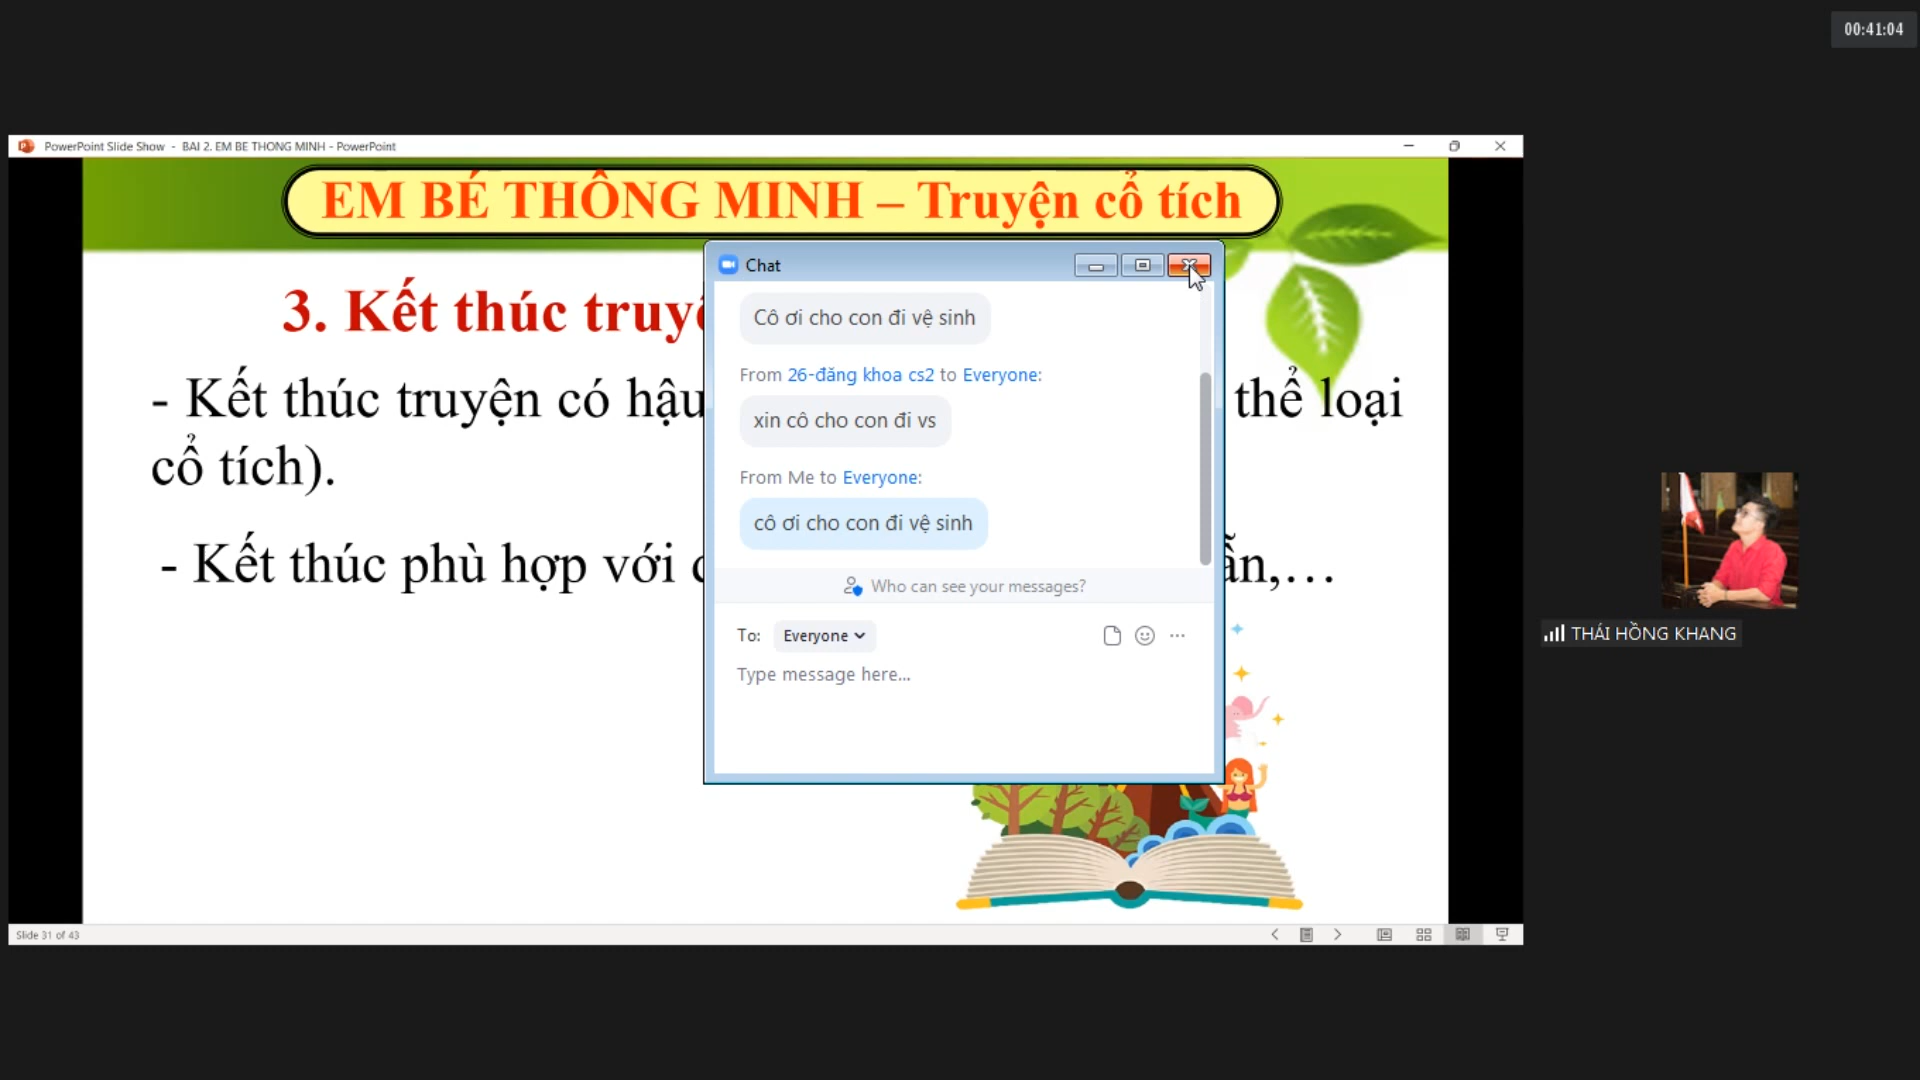 00:41:04
PowerPoint Slide Show - BAI 2. EM BE THONG MINH - PowerPoint
EM BÉ THÔNG MINH – Truyện cổ tích
3. Kết thúc
- Kết thúc truyện có hậu
thể loại
cổ tích).
- Kết thúc phù hợp với
Chat
Cô ơi cho con đi vệ sinh
From 26-đăng khoa cs2 to Everyone:
xin cô cho con đi vs
From Me to Everyone:
cô ơi cho con đi vệ sinh
Who can see your messages?
To: Everyone
Type message here...
THÁI HỒNG KHANG
Slide 31 of 43